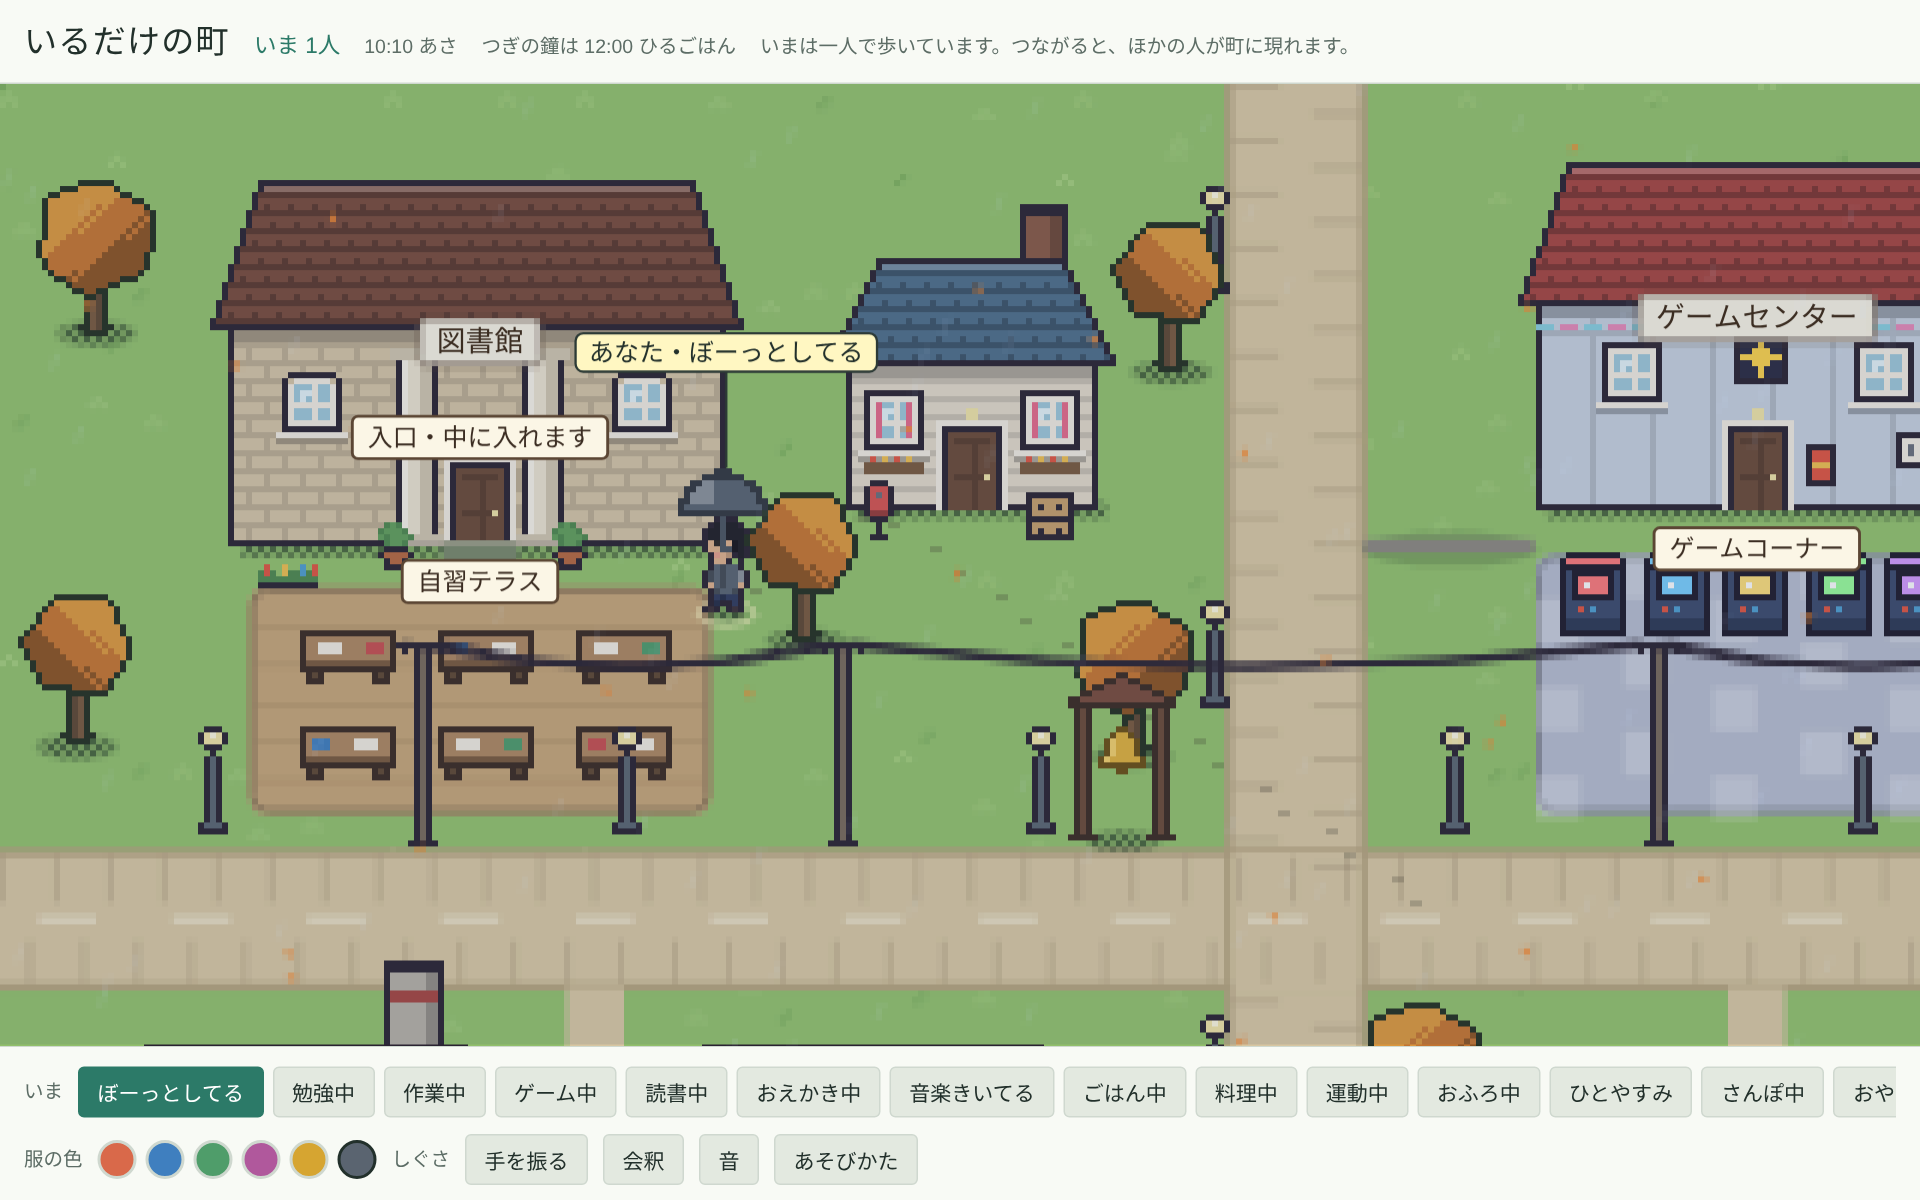 いるだけの町 いま 1人 10:10 あさ つぎの鐘は 12:00 ひるごはん いまは一人で歩いています。つながると、ほかの人が町に現れます。
図書館
あなた・ぼーっとしてる
ゲームセンター
入口・中に入れます
自習テラス
ゲームコーナー
いま ぼーっとしてる 勉強中 作業中 ゲーム中 読書中 おえかき中 音楽きいてる ごはん中 料理中 運動中 おふろ中 ひとやすみ さんぽ中 おや
服の色 しぐさ 手を振る 会釈 音 あそびかた